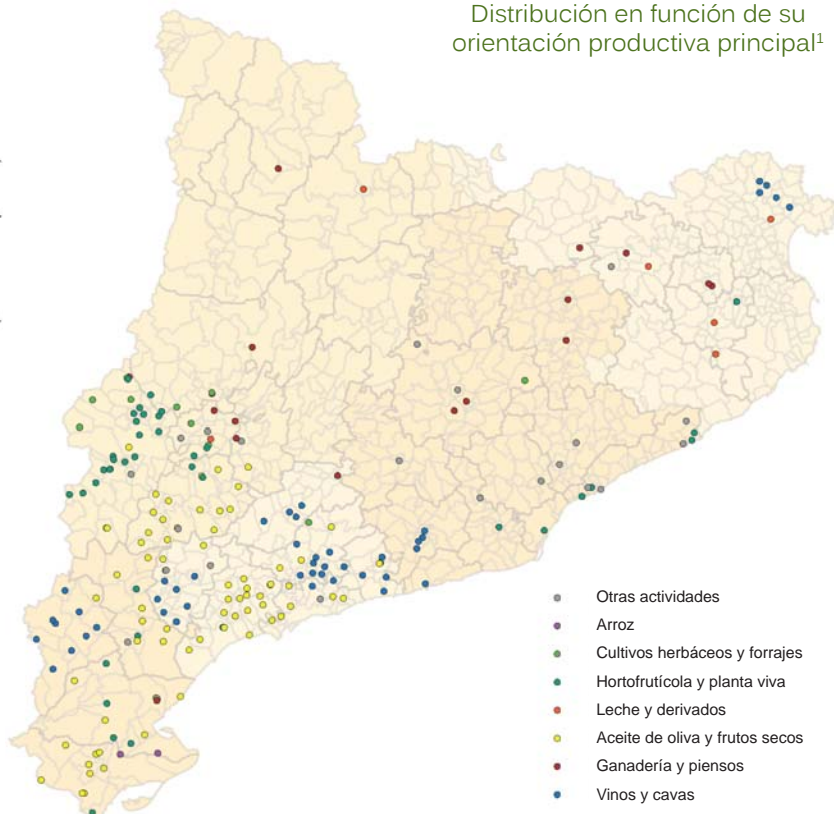 Distribución en función de su
orientación productiva principal¹
Otras actividades
Arroz
Cultivos herbáceos y forrajes
Hortofrutícola y planta viva
Leche y derivados
Aceite de oliva y frutos secos
Ganadería y piensos
Vinos y cavas